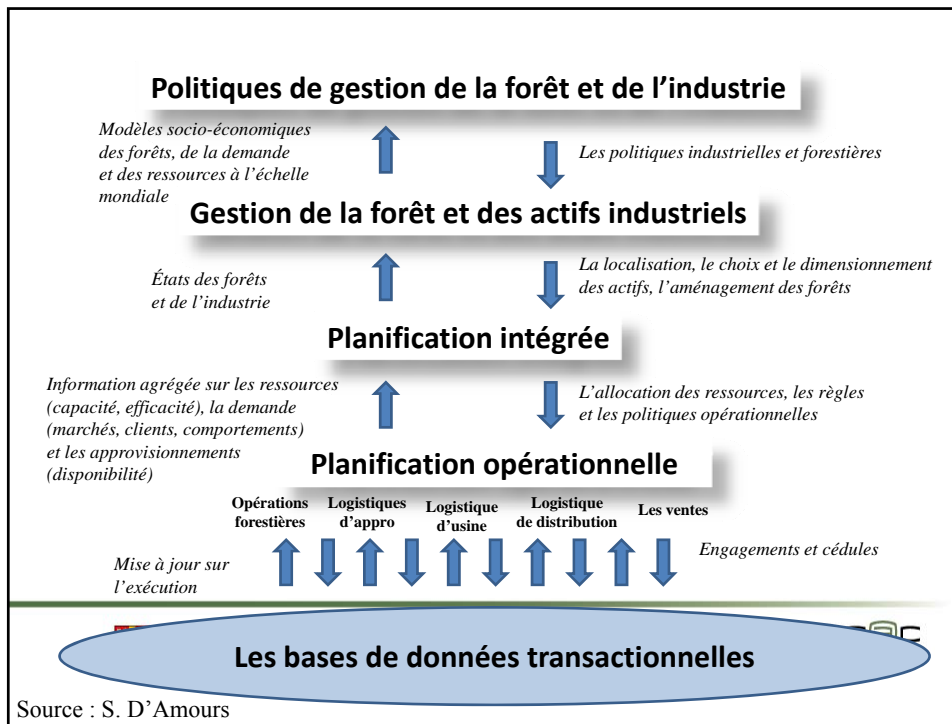 Politiques de gestion de la forêt et de l'industrie
Modèles socio-économiques
des forêts, de la demande
et des ressources à l'échelle
mondiale
Les politiques industrielles et forestières
Gestion de la forêt et des actifs industriels
États des forêts
et de l'industrie
La localisation, le choix et le dimensionnement
des actifs, l'aménagement des forêts
Planification intégrée
Information agrégée sur les ressources
(capacité, efficacité), la demande
(marchés, clients, comportements)
et les approvisionnements
(disponibilité)
L'allocation des ressources, les règles
et les politiques opérationnelles
Planification opérationnelle
Opérations
forestières
Logistiques
d'appro
Logistique
d'usine
Logistique
de distribution
Les ventes
Mise à jour sur
l'exécution
Engagements et cédules
Les bases de données transactionnelles
Source : S. D'Amours